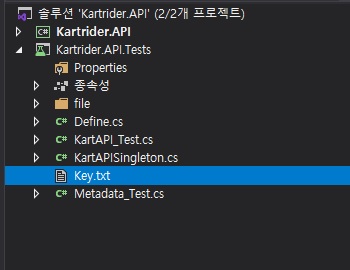 솔루션 'Kartrider.API' (2/2개 프로젝트)
C# Kartrider.API
Kartrider.API.Tests
Properties
종속성
file
C# Define.cs
C# KartAPI_Test.cs
C# KartAPISingleton.cs
Key.txt
C# Metadata_Test.cs